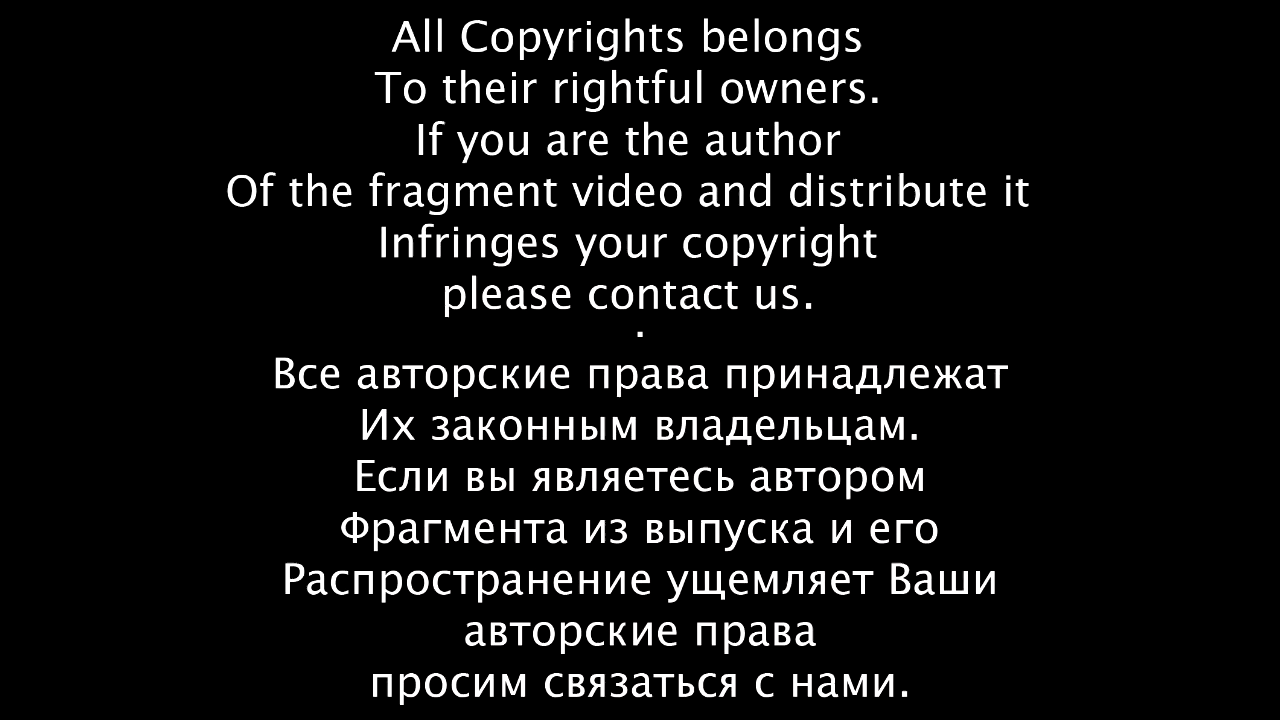 All Copyrights belongs
To their rightful owners.
If you are the author
Of the fragment video and distribute it
Infringes your copyright
please contact us.
.
Все авторские права принадлежат
Их законным владельцам.
Если вы являетесь автором
Фрагмента из выпуска и его
Распространение ущемляет Ваши
авторские права
просим связаться с нами.